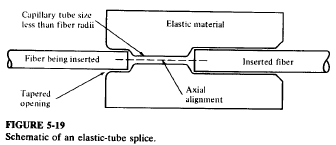 Capillary tube size
less than fiber radii
Elastic material
Fiber being inserted
Inserted fiber
Tapered
opening
Axial
alignment
FIGURE 5-19
Schematic of an elastic-tube splice.